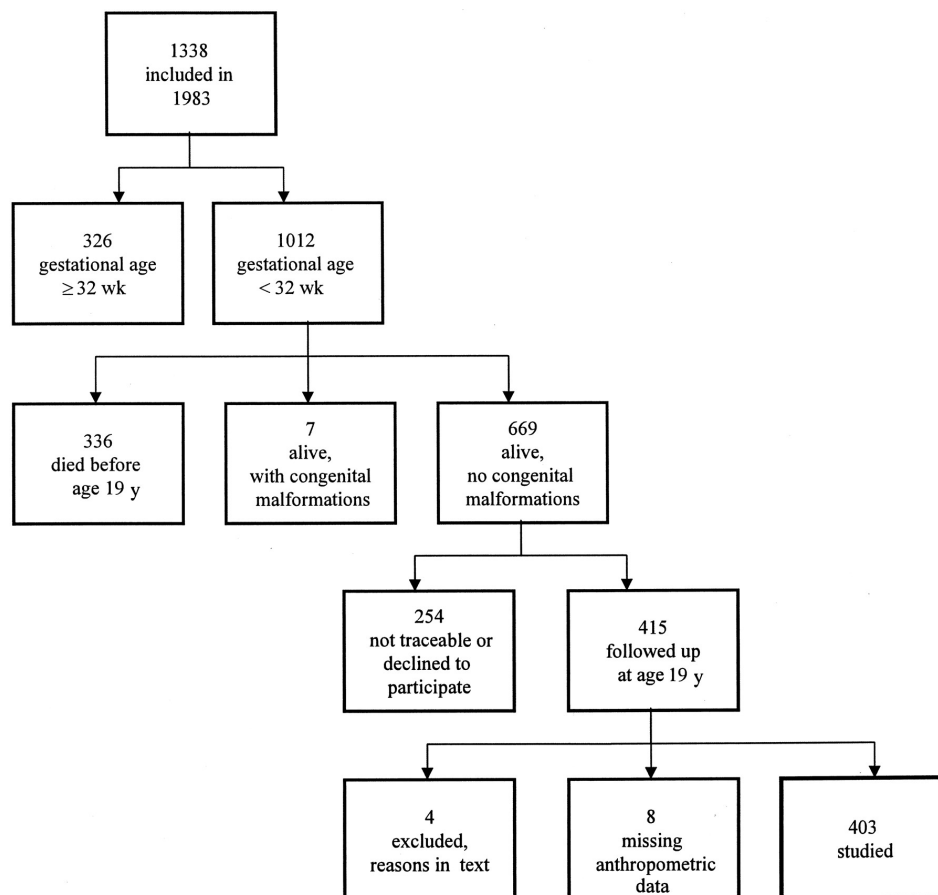 1338
included in
1983
326
gestational age
≥ 32 wk
1012
gestational age
< 32 wk
336
died before
age 19 y
7
alive,
with congenital
malformations
669
alive,
no congenital
malformations
254
not traceable or
declined to
participate
415
followed up
at age 19 y
4
excluded,
reasons in text
8
missing
anthropometric
data
403
studied